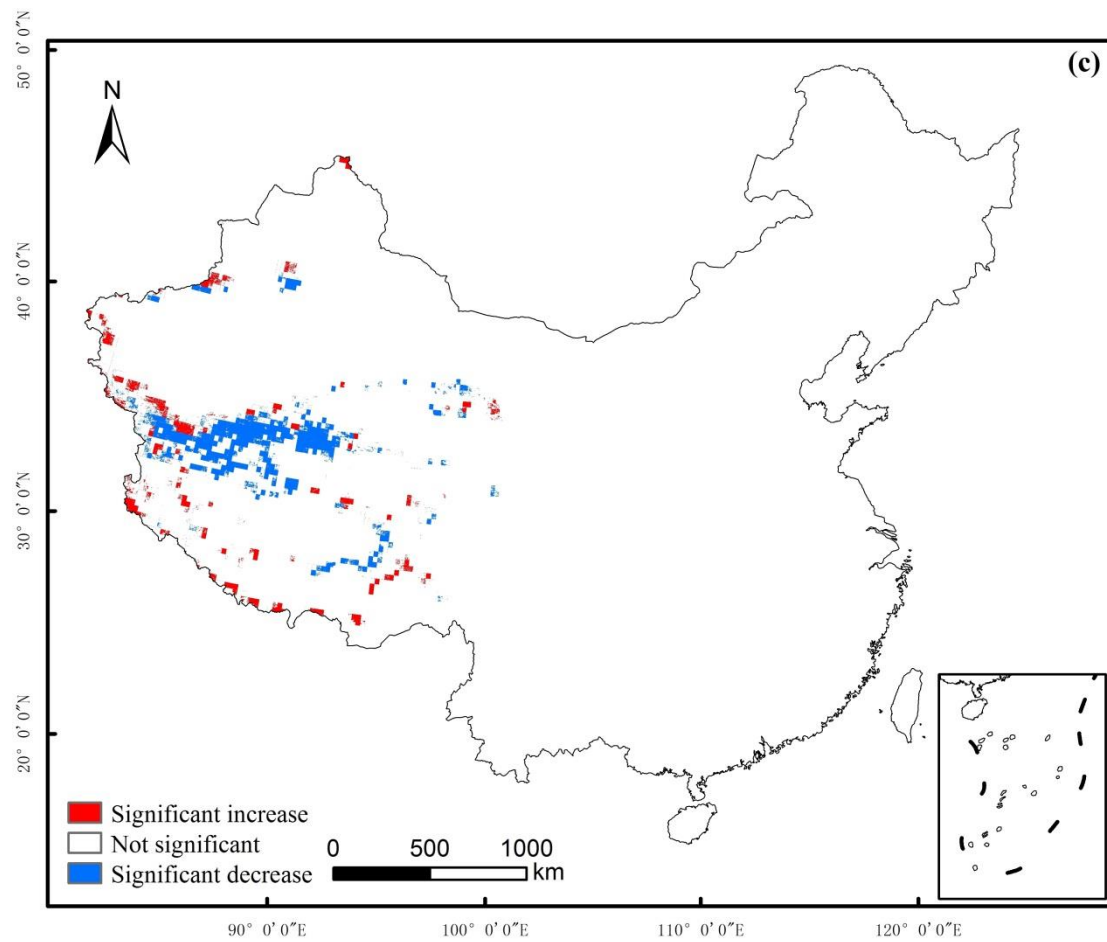 (c)
N
50° 0′0″N
40° 0′0″N
30° 0′0″N
20° 0′0″N
Significant increase
Not significant
Significant decrease
0 500 1000
km
90° 0′0″E 100° 0′0″E 110° 0′0″E 120° 0′0″E